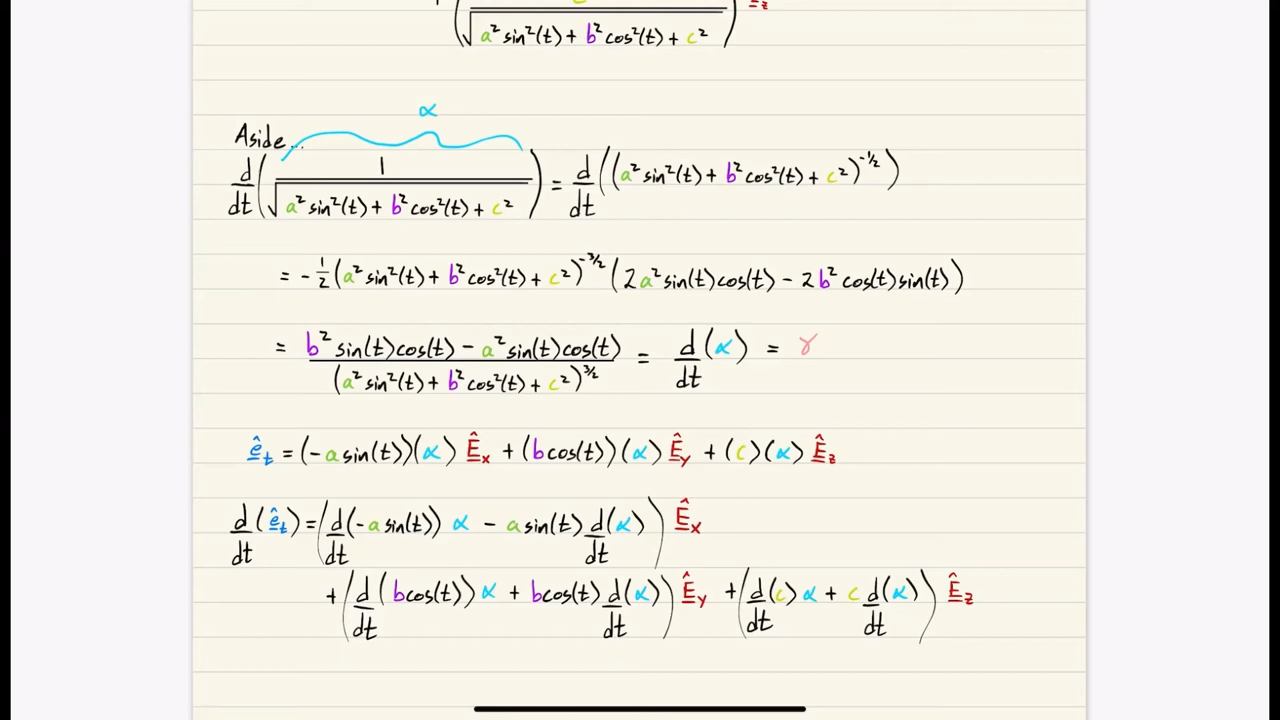 √(a² sin²(t) + b² cos²(t) + c²) Ê_z
α
Aside...
d/dt (1/√(a² sin²(t) + b² cos²(t) + c²)) = d/dt ((a² sin²(t) + b² cos²(t) + c²)^(-1/2))
= -1/2 (a² sin²(t) + b² cos²(t) + c²)^(-3/2) (2a² sin(t)cos(t) - 2b² cos(t)sin(t))
= (b² sin(t)cos(t) - a² sin(t)cos(t))/(a² sin²(t) + b² cos²(t) + c²)^(3/2) = d/dt (α) = γ
ê_t = (-a sin(t))(α) Ê_x + (b cos(t))(α) Ê_y + (c)(α) Ê_z
d/dt (ê_t) = (d/dt (-a sin(t)) α - a sin(t) d/dt (α)) Ê_x
+ (d/dt (b cos(t)) α + b cos(t) d/dt (α)) Ê_y + (d/dt (c) α + c d/dt (α)) Ê_z